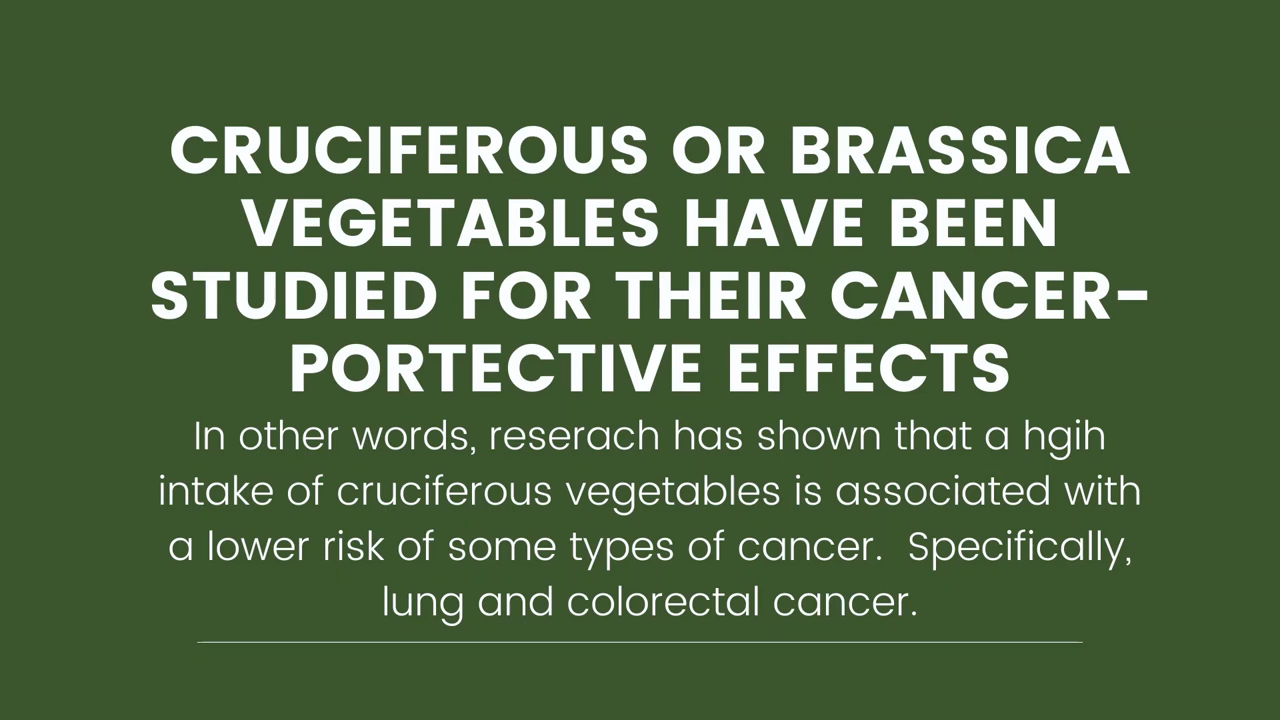 CRUCIFEROUS OR BRASSICA
VEGETABLES HAVE BEEN
STUDIED FOR THEIR CANCER-
PORTECTIVE EFFECTS
In other words, reserach has shown that a hgih
intake of cruciferous vegetables is associated with
a lower risk of some types of cancer.  Specifically,
lung and colorectal cancer.